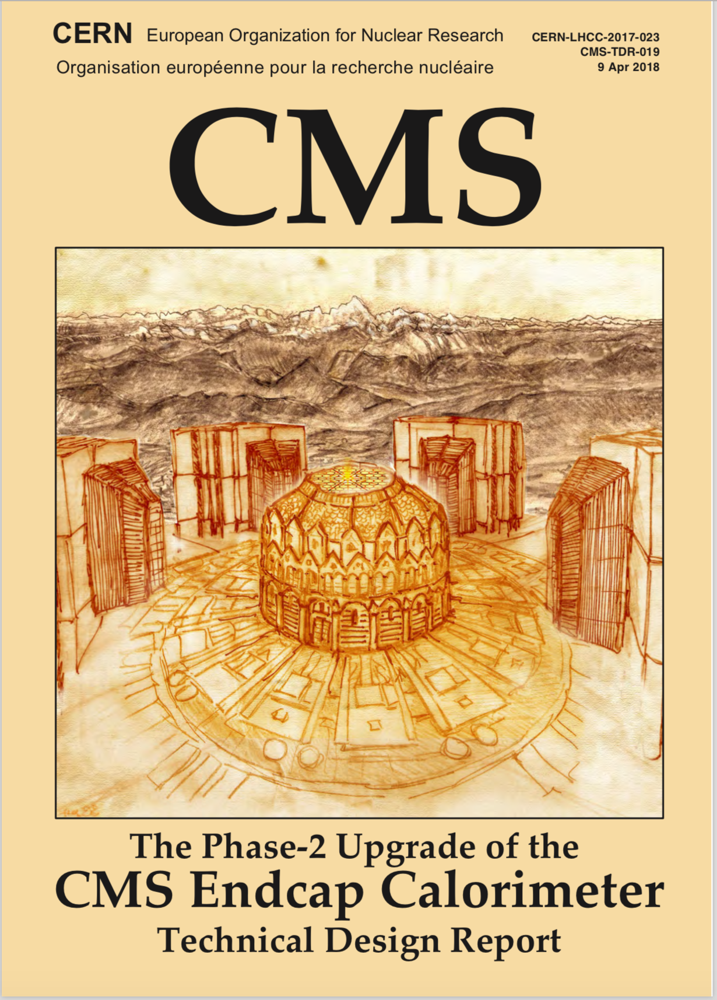 CERN European Organization for Nuclear Research
Organisation européenne pour la recherche nucléaire
CERN-LHCC-2017-023
CMS-TDR-019
9 Apr 2018
CMS
The Phase-2 Upgrade of the
CMS Endcap Calorimeter
Technical Design Report